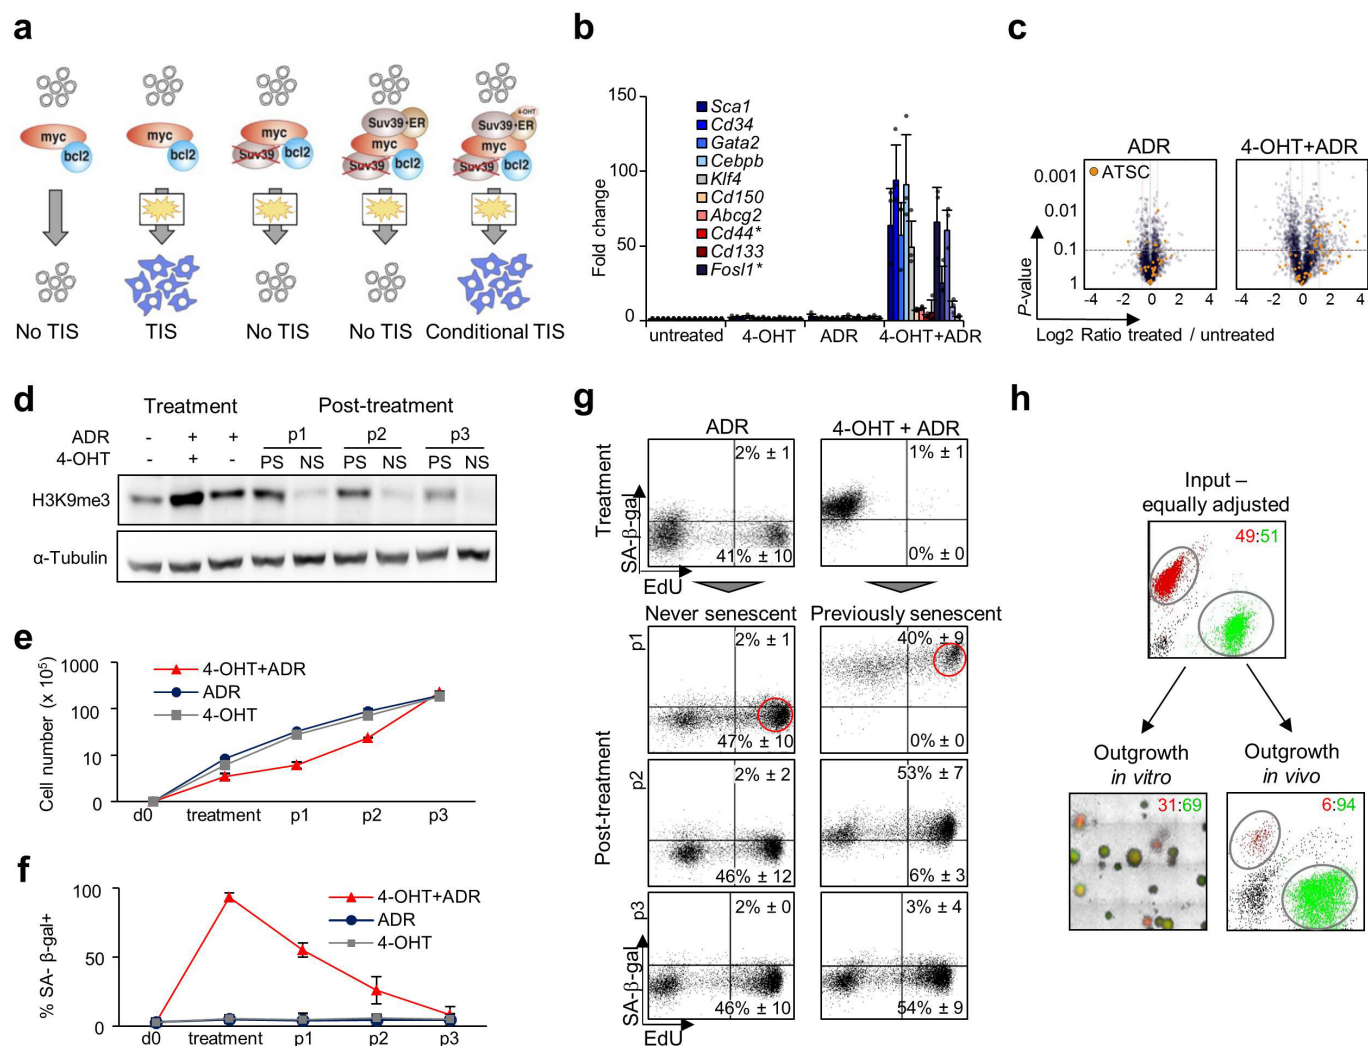 a
myc
bcl2
No TIS
myc
bcl2
TIS
myc
Suv39
bcl2
No TIS
Suv39•ER
myc
Suv39
bcl2
No TIS
4-OHT
Suv39•ER
myc
Suv39
bcl2
Conditional TIS
b
Fold change
150
100
50
0
Sca1
Cd34
Gata2
Cebpb
Klf4
Cd150
Abcg2
Cd44*
Cd133
Fosl1*
untreated
4-OHT
ADR
4-OHT+ADR
c
ADR
4-OHT+ADR
ATSC
0.001
0.01
0.1
1
P-value
-4 -2 0 2 4
-4 -2 0 2 4
Log2 Ratio treated / untreated
d
Treatment
Post-treatment
ADR - + + p1 p2 p3
4-OHT - + - PS NS PS NS PS NS
H3K9me3
α-Tubulin
e
Cell number (x 10⁵)
1000
100
10
0
4-OHT+ADR
ADR
4-OHT
d0 treatment p1 p2 p3
f
% SA- β-gal+
100
50
0
4-OHT+ADR
ADR
4-OHT
d0 treatment p1 p2 p3
g
ADR
4-OHT + ADR
Treatment
SA-β-gal
EdU
2% ± 1
41% ± 10
1% ± 1
0% ± 0
Never senescent
Previously senescent
Post-treatment
p1
2% ± 1
47% ± 10
40% ± 9
0% ± 0
p2
2% ± 2
46% ± 12
53% ± 7
6% ± 3
p3
2% ± 0
46% ± 10
3% ± 4
54% ± 9
SA-β-gal
EdU
h
Input –
equally adjusted
49:51
Outgrowth
in vitro
31:69
Outgrowth
in vivo
6:94